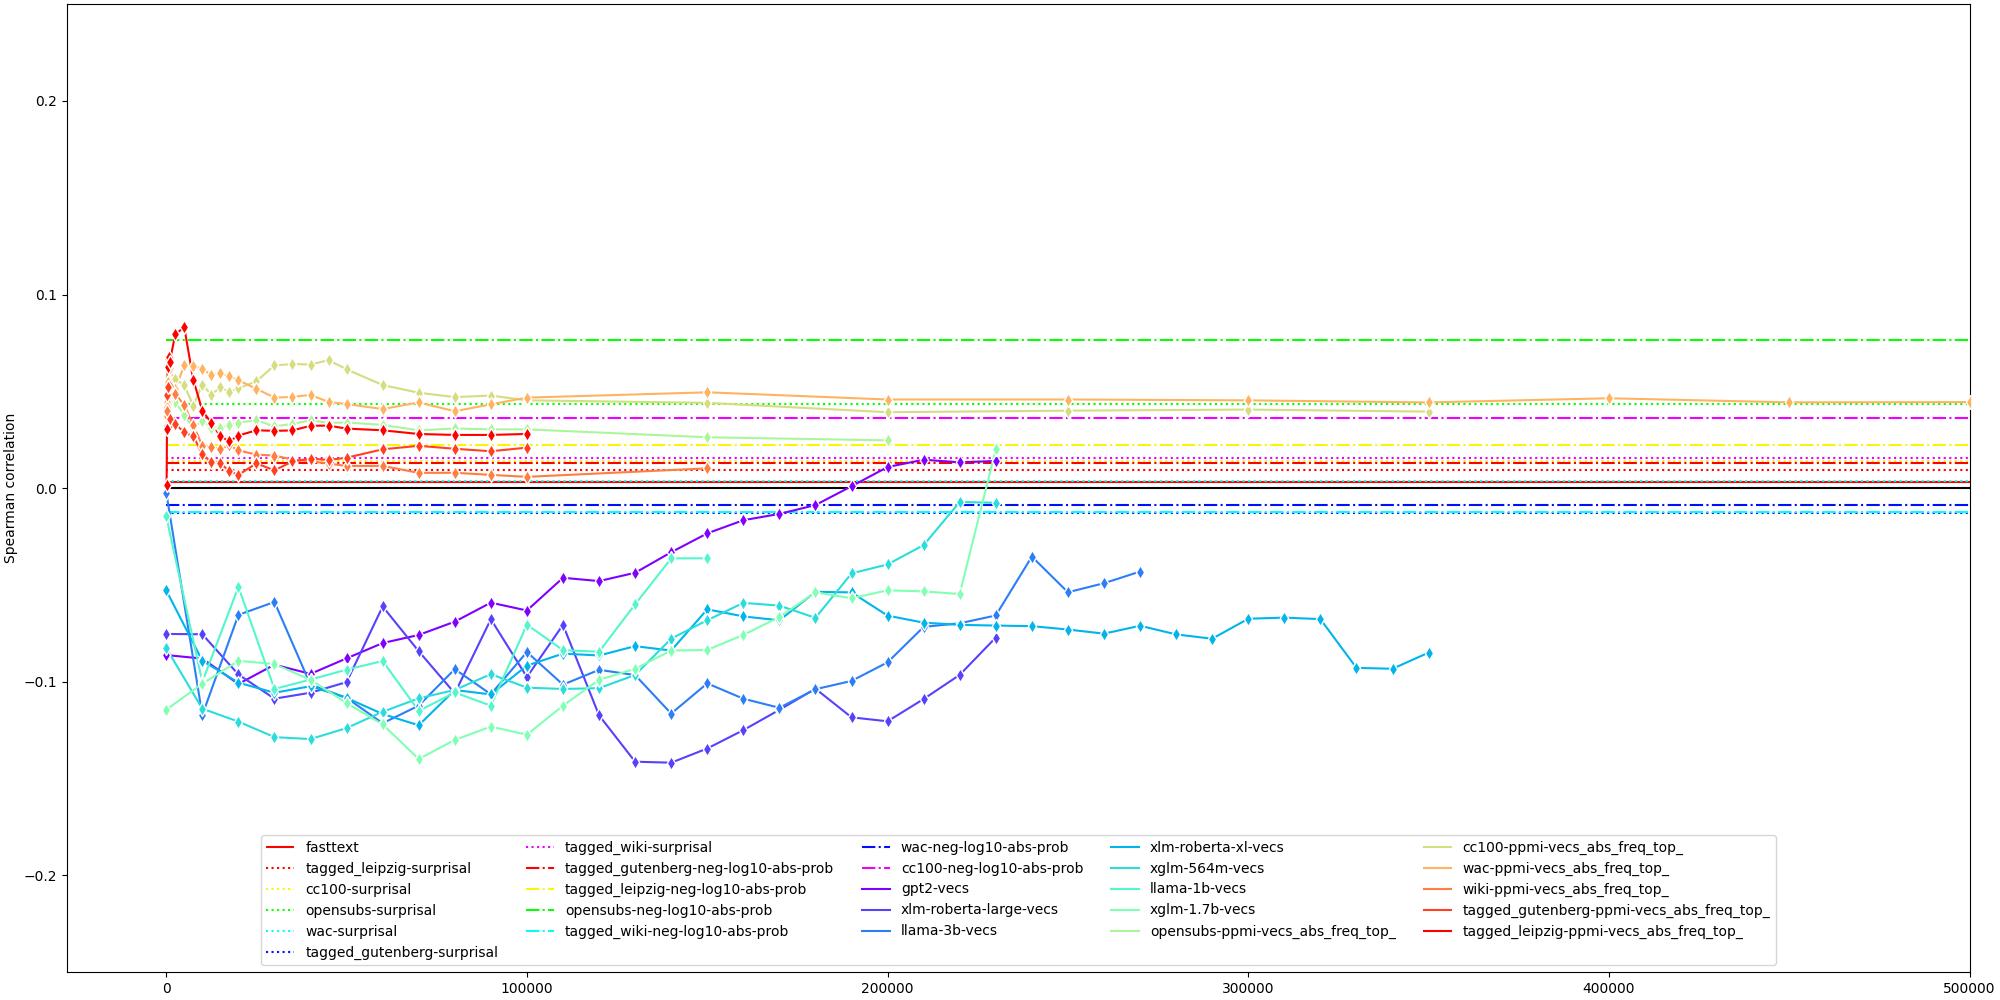 0.2
0.1
0.0
−0.1
−0.2
Spearman correlation
fasttext
tagged_leipzig-surprisal
cc100-surprisal
opensubs-surprisal
wac-surprisal
tagged_gutenberg-surprisal
tagged_wiki-surprisal
tagged_gutenberg-neg-log10-abs-prob
tagged_leipzig-neg-log10-abs-prob
opensubs-neg-log10-abs-prob
tagged_wiki-neg-log10-abs-prob
wac-neg-log10-abs-prob
cc100-neg-log10-abs-prob
gpt2-vecs
xlm-roberta-large-vecs
llama-3b-vecs
xlm-roberta-xl-vecs
xglm-564m-vecs
llama-1b-vecs
xglm-1.7b-vecs
opensubs-ppmi-vecs_abs_freq_top_
cc100-ppmi-vecs_abs_freq_top_
wac-ppmi-vecs_abs_freq_top_
wiki-ppmi-vecs_abs_freq_top_
tagged_gutenberg-ppmi-vecs_abs_freq_top_
tagged_leipzig-ppmi-vecs_abs_freq_top_
0 100000 200000 300000 400000 500000